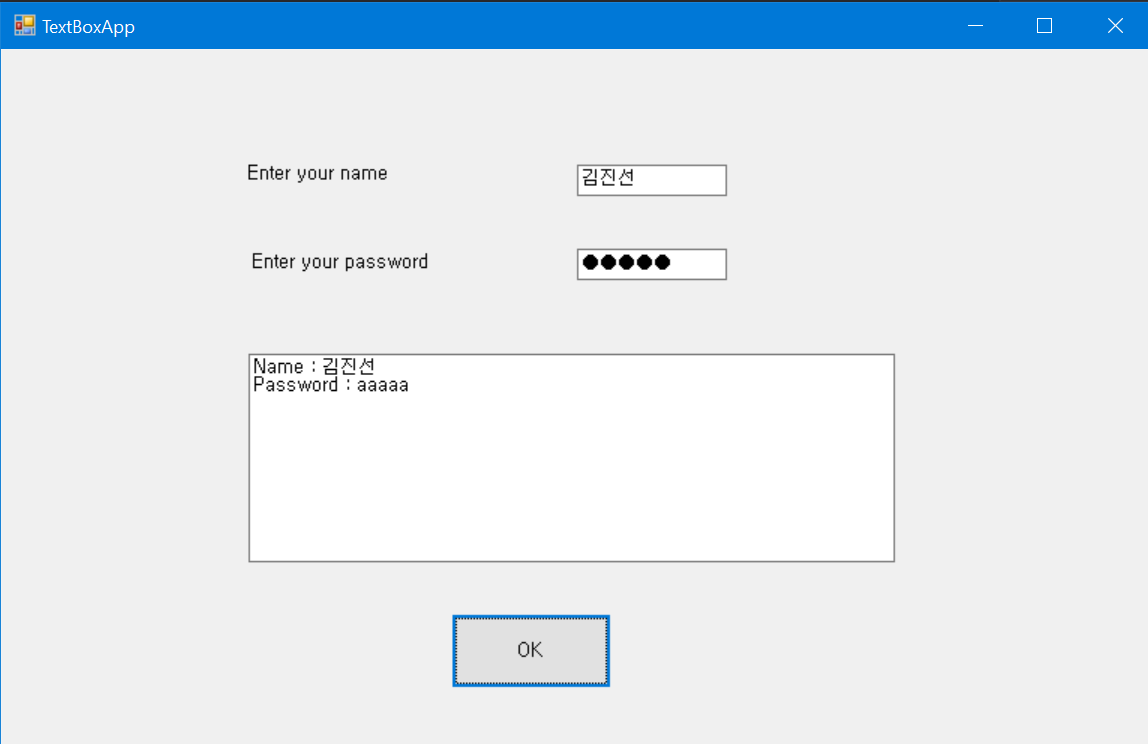 TextBoxApp
Enter your name 김진선
Enter your password ●●●●●
Name : 김진선
Password : aaaaa
OK